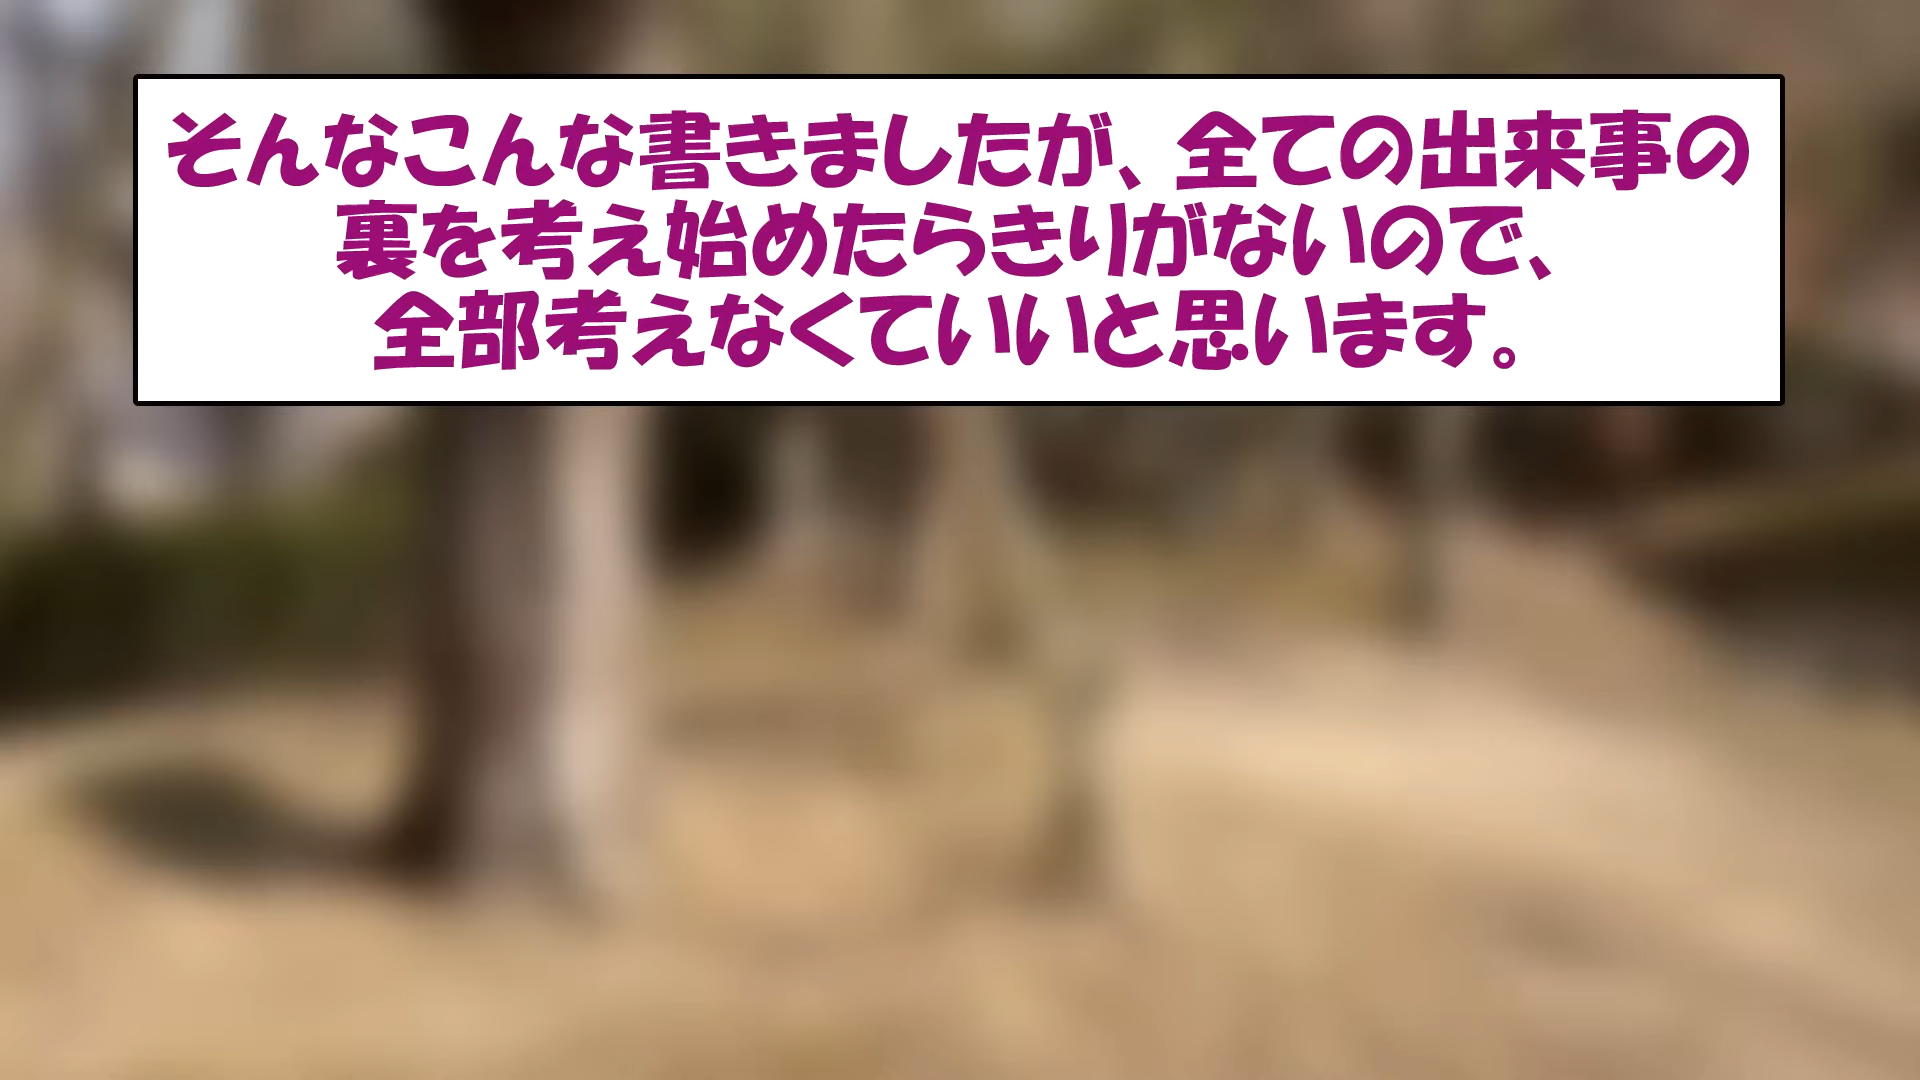 そんなこんな書きましたが、全ての出来事の
裏を考え始めたらきりがないので、
全部考えなくていいと思います。